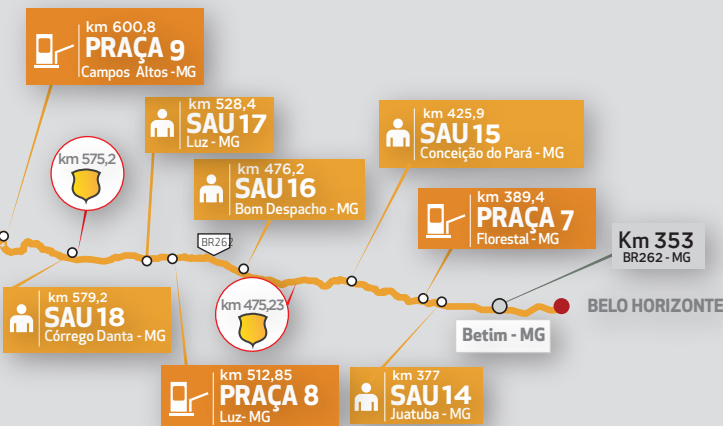 km 600,8
PRAÇA 9
Campos Altos - MG
km 528,4
SAU 17
Luz - MG
km 425,9
SAU 15
Conceição do Pará - MG
km 575,2
km 476,2
SAU 16
Bom Despacho - MG
km 389,4
PRAÇA 7
Florestal - MG
Km 353
BR262 - MG
BR262
km 579,2
SAU 18
Córrego Danta - MG
km 475,23
BELO HORIZONTE
Betim - MG
km 512,85
PRAÇA 8
Luz- MG
km 377
SAU 14
Juatuba - MG